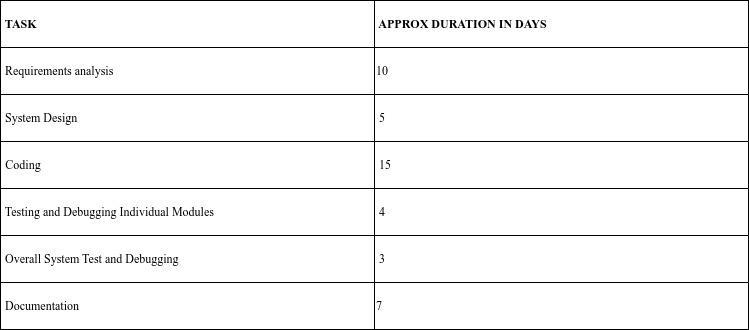 TASK APPROX DURATION IN DAYS
Requirements analysis 10
System Design 5
Coding 15
Testing and Debugging Individual Modules 4
Overall System Test and Debugging 3
Documentation 7